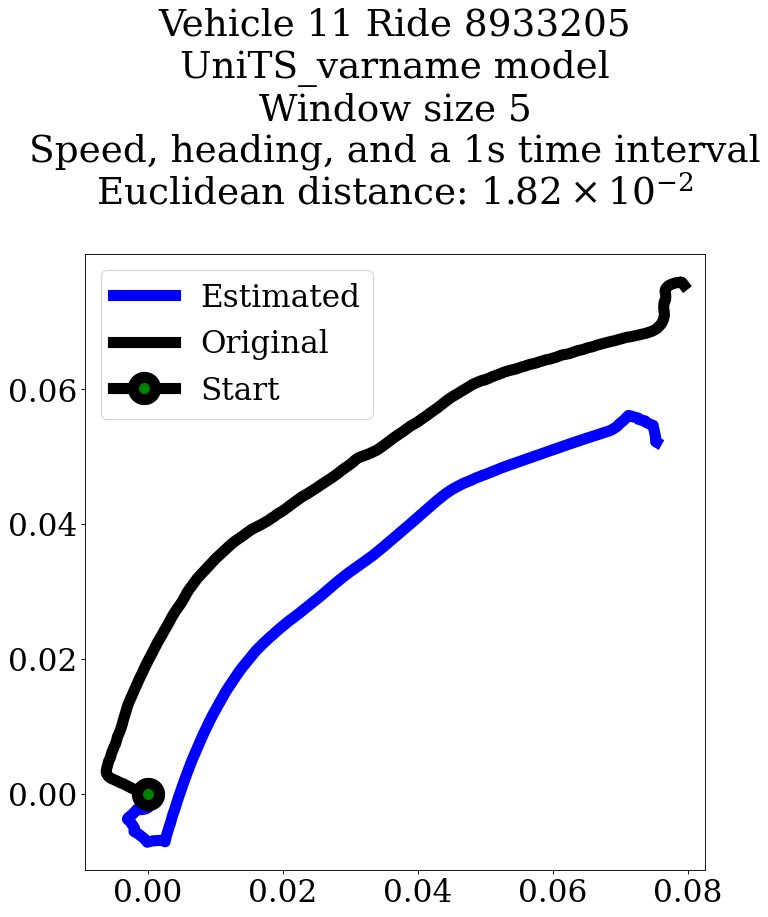 Vehicle 11 Ride 8933205
UniTS_varname model
Window size 5
Speed, heading, and a 1s time interval
Euclidean distance: 1.82 × 10⁻²
Estimated
Original
Start
0.06
0.04
0.02
0.00
0.00 0.02 0.04 0.06 0.08